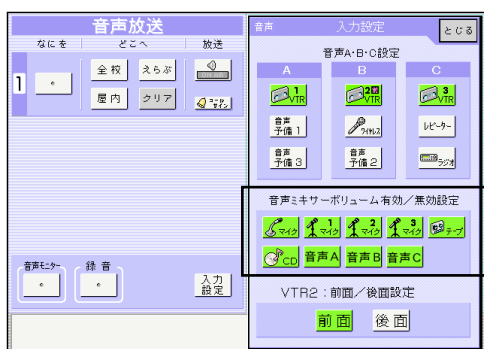 音声放送
なにを どこへ 放送
1
全校 えらぶ
屋内 クリア
音声モニター 録音
入力
設定
音声 入力設定 とじる
音声A・B・C設定
A B C
1 VTR 2 VTR 3 VTR
音声
予備1
ワイヤレス
レピーター
音声
予備3
音声
予備2
ラジオ
音声ミキサーボリューム有効/無効設定
マイク 1 マイク 2 マイク 3 マイク テープ
CD 音声A 音声B 音声C
VTR2:前面/後面設定
前面 後面